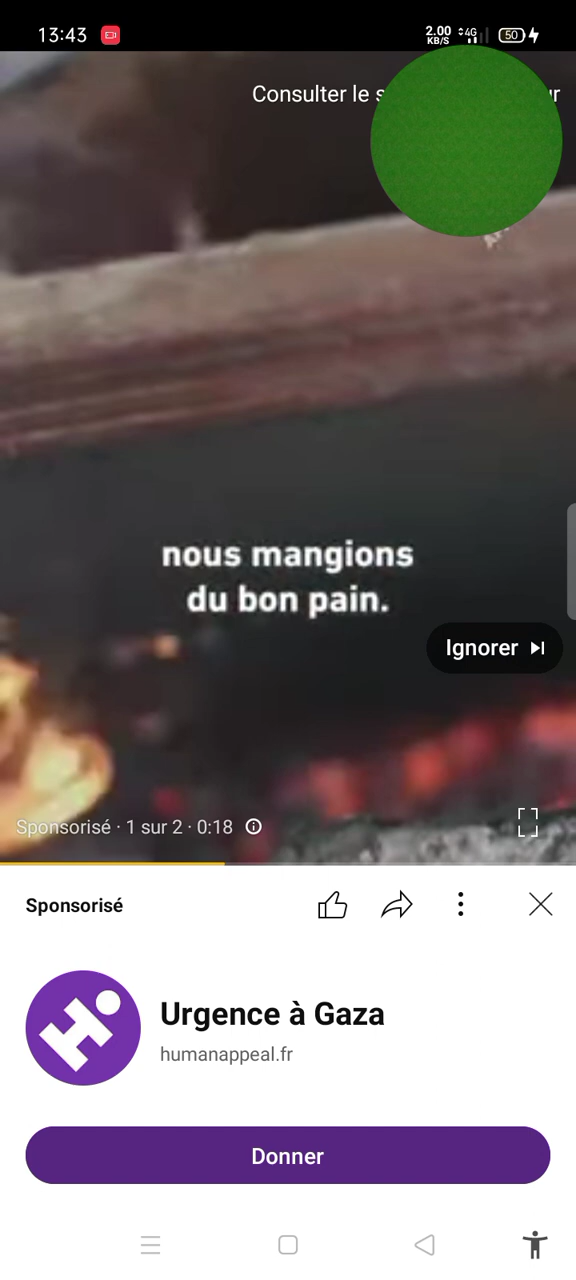 13:43
2.00 KB/S 4G 50
Consulter le
nous mangions
du bon pain.
Ignorer
Sponsorisé · 1 sur 2 · 0:18
Sponsorisé
Urgence à Gaza
humanappeal.fr
Donner